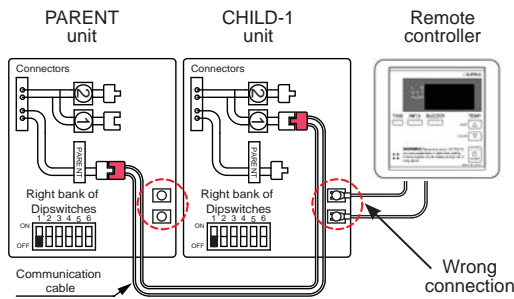 PARENT
unit
CHILD-1
unit
Remote
controller
Connectors
2
1
PARENT
Right bank of
Dipswitches
1 2 3 4 5 6
ON
OFF
Connectors
2
1
PARENT
Right bank of
Dipswitches
1 2 3 4 5 6
ON
OFF
TIME INFO BUZZER TEMP
Communication
cable
Wrong
connection